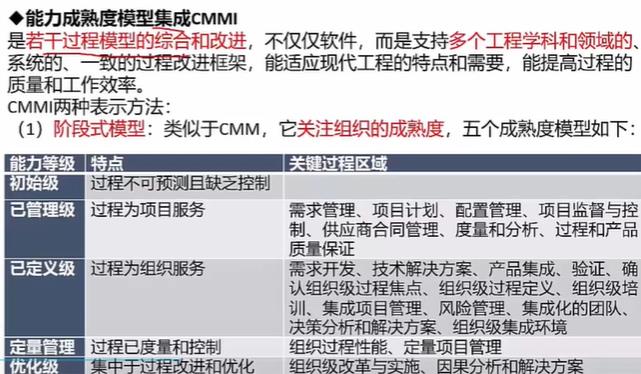 ◆能力成熟度模型集成CMMI
是若干过程模型的综合和改进，不仅仅软件，而是支持多个工程学科和领域的、
系统的、一致的过程改进框架，能适应现代工程的特点和需要，能提高过程的
质量和工作效率。
CMMI两种表示方法：
（1）阶段式模型：类似于CMM，它关注组织的成熟度，五个成熟度模型如下：
能力等级 特点 关键过程区域
初始级 过程不可预测且缺乏控制
已管理级 过程为项目服务 需求管理、项目计划、配置管理、项目监督与控
制、供应商合同管理、度量和分析、过程和产品
质量保证
已定义级 过程为组织服务 需求开发、技术解决方案、产品集成、验证、确
认组织级过程焦点、组织级过程定义、组织级培
训、集成项目管理、风险管理、集成化的团队、
决策分析和解决方案、组织级集成环境
定量管理 过程已度量和控制 组织过程性能、定量项目管理
优化级 集中于过程改进和优化 组织级改革与实施、因果分析和解决方案